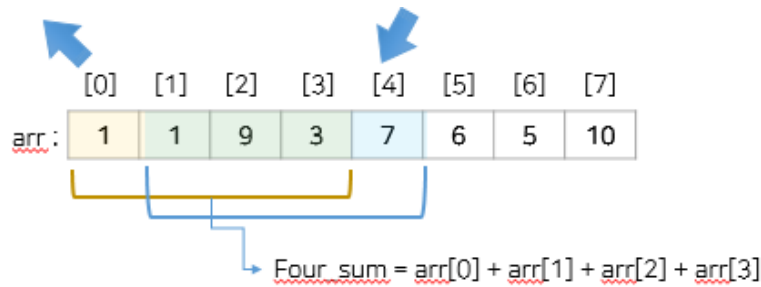 [0] [1] [2] [3] [4] [5] [6] [7]
arr : 1 1 9 3 7 6 5 10
Four_sum = arr[0] + arr[1] + arr[2] + arr[3]